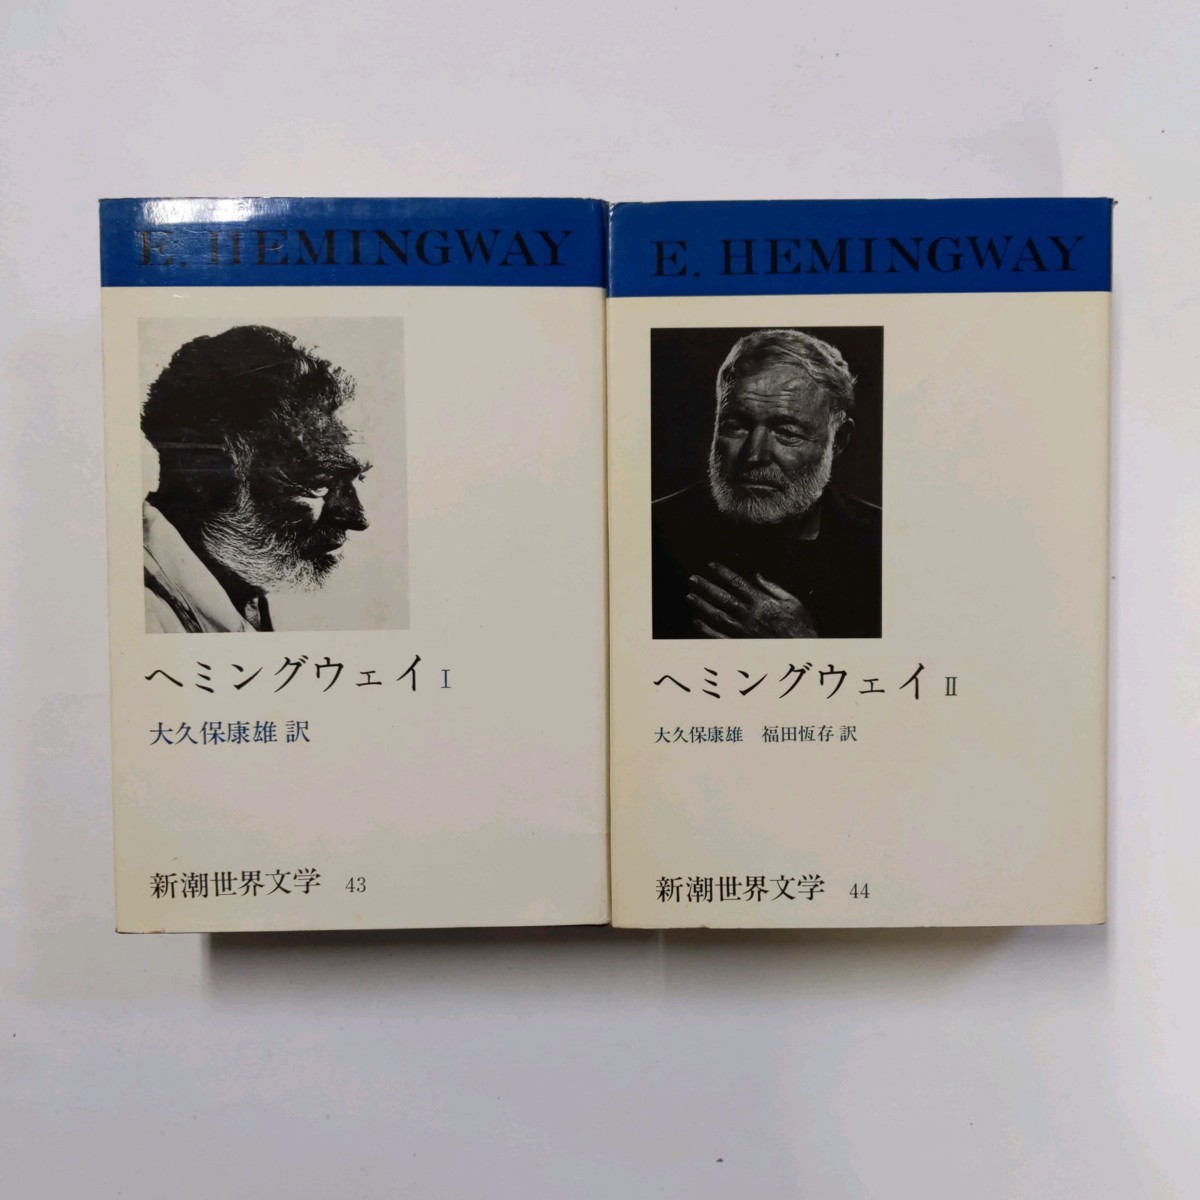 E. HEMINGWAY
ヘミングウェイ I
大久保康雄 訳
新潮世界文学 43
E. HEMINGWAY
ヘミングウェイ II
大久保康雄 福田恆存 訳
新潮世界文学 44